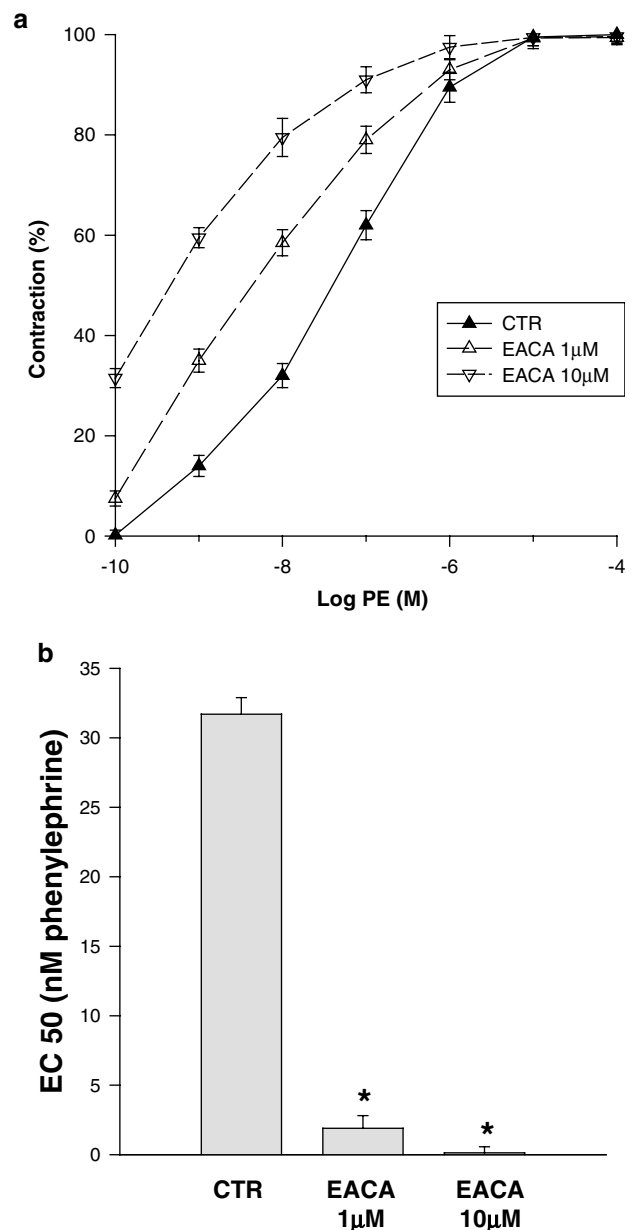 a
100
80
60
40
20
0
Contraction (%)
CTR
EACA 1μM
EACA 10μM
-10
-8
-6
-4
Log PE (M)
b
35
30
25
20
15
10
5
0
EC 50 (nM phenylephrine)
*
*
CTR
EACA
1μM
EACA
10μM